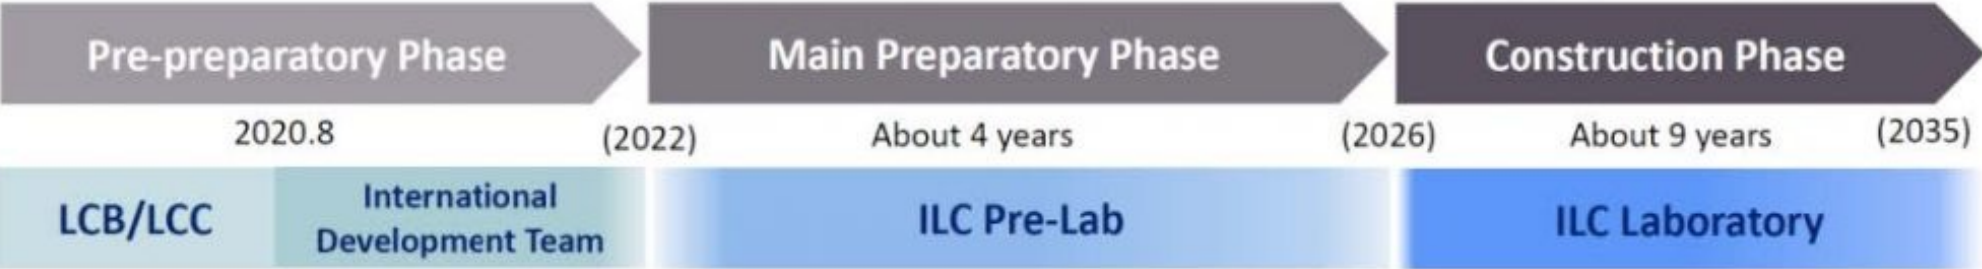 Pre-preparatory Phase
Main Preparatory Phase
Construction Phase
2020.8
(2022)
About 4 years
(2026)
About 9 years
(2035)
LCB/LCC
International
Development Team
ILC Pre-Lab
ILC Laboratory